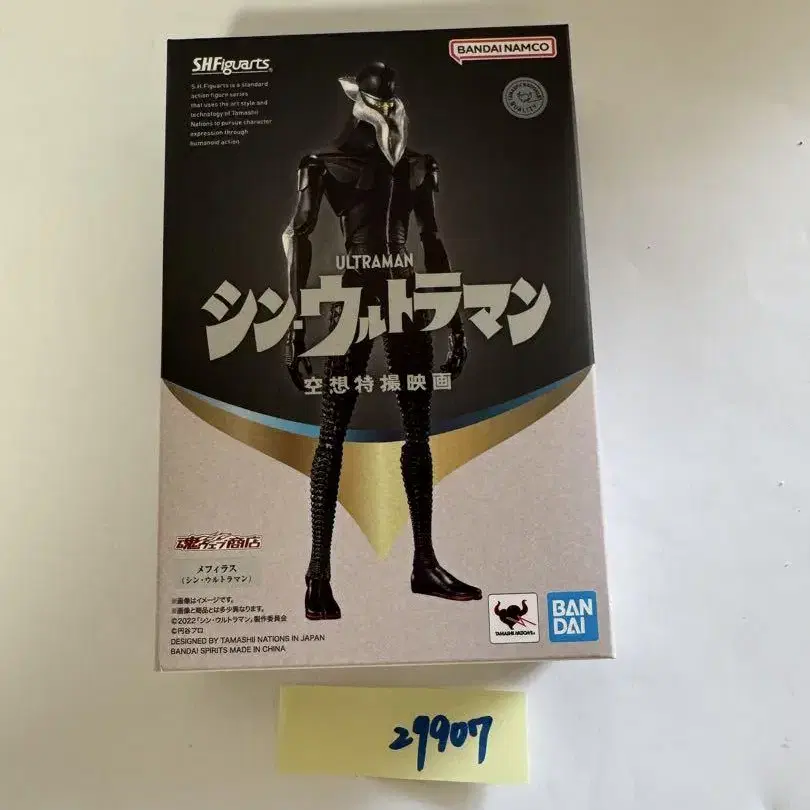 S.H.Figuarts
BANDAI NAMCO
S.H.Figuarts is a standard
action figure series
that uses the art style and
technology of Tamashii
Nations to pursue character
expression through
humanoid action.
ULTRAMAN
シン・ウルトラマン
空想特撮映画
魂ウェブ商店
メフィラス
(シン・ウルトラマン)
※画像はイメージです。
※画像と商品とは多少異なります。
©2022「シン・ウルトラマン」製作委員会
©円谷プロ
DESIGNED BY TAMASHII NATIONS IN JAPAN
BANDAI SPIRITS MADE IN CHINA
TAMASHII NATIONS
BAN
DAI
29907